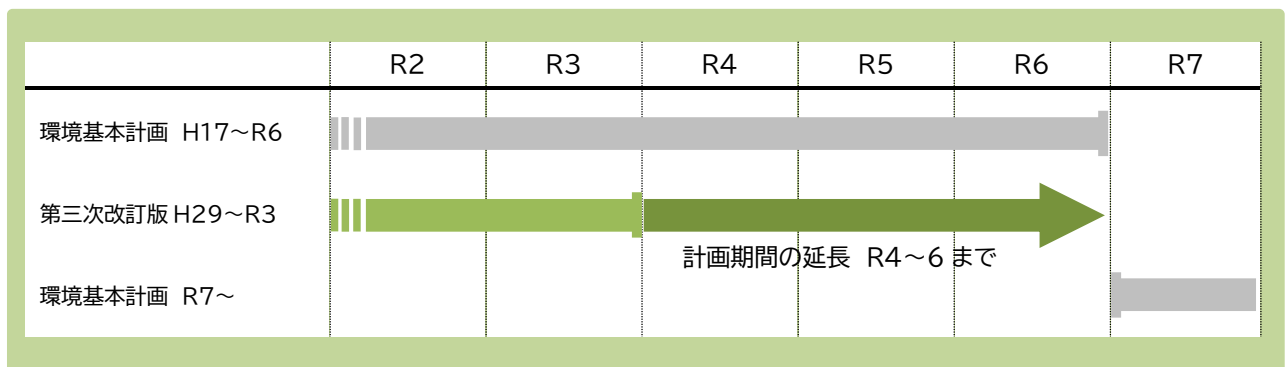 R2 R3 R4 R5 R6 R7
環境基本計画 H17～R6
第三次改訂版 H29～R3
計画期間の延長 R4～6 まで
環境基本計画 R7～